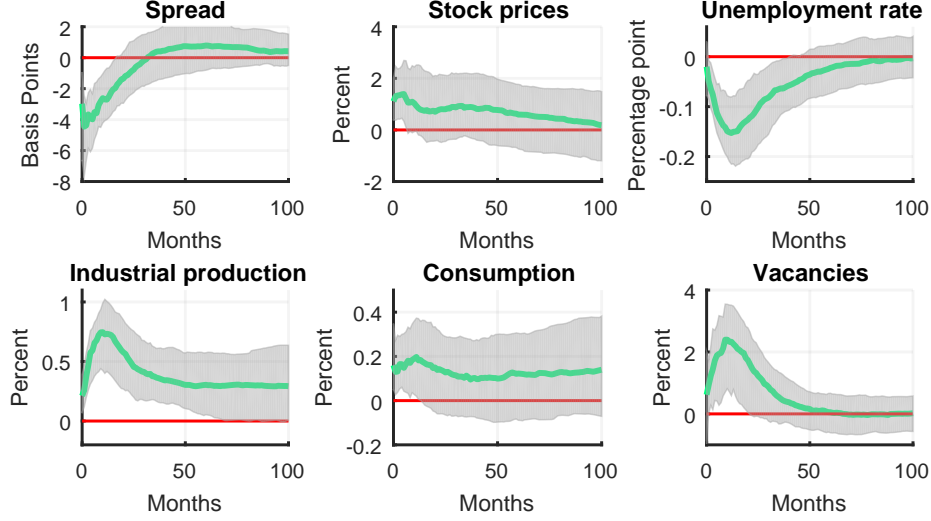 Spread
Basis Points
2
0
-2
-4
-6
-8
0
50
100
Months
Stock prices
Percent
4
2
0
-2
0
50
100
Months
Unemployment rate
Percentage point
0
-0.1
-0.2
0
50
100
Months
Industrial production
Percent
1
0.5
0
0
50
100
Months
Consumption
Percent
0.4
0.2
0
-0.2
0
50
100
Months
Vacancies
Percent
4
2
0
0
50
100
Months